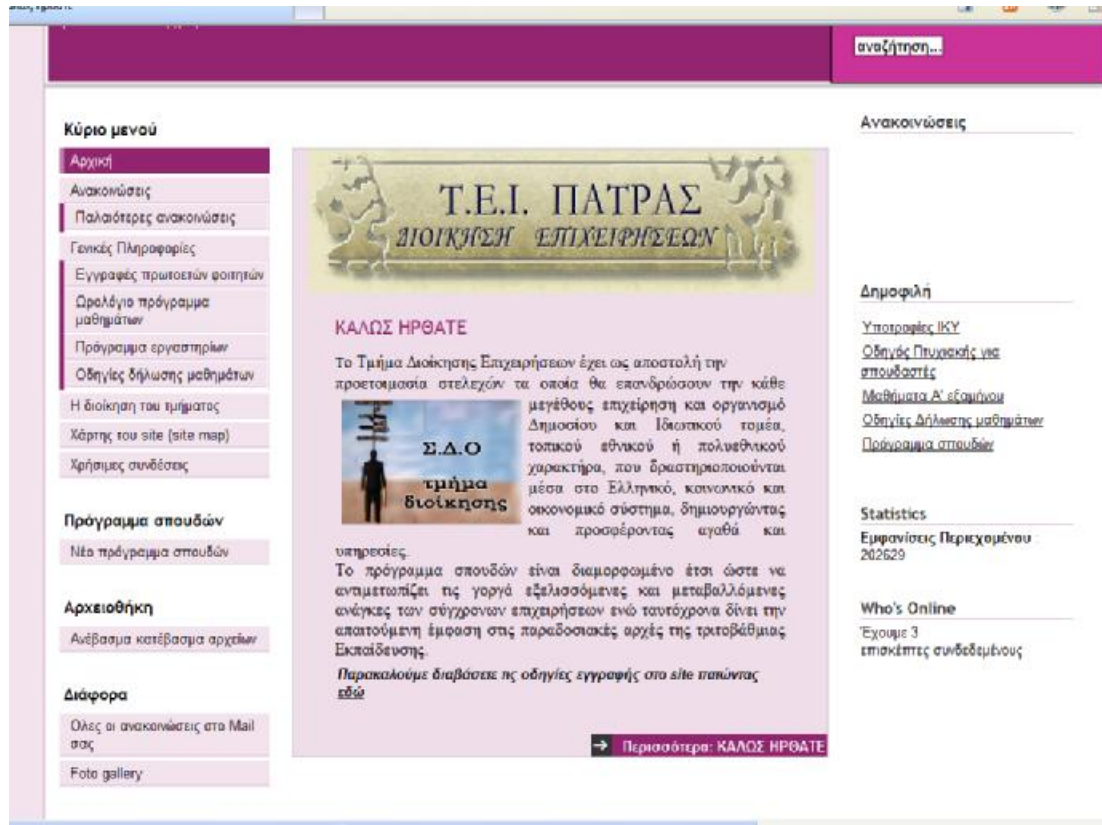 αναζήτηση...
Κύριο μενού
Αρχική
Ανακοινώσεις
Παλαιότερες ανακοινώσεις
Γενικές Πληροφορίες
Εγγραφές πρωτοετών φοιτητών
Ωρολόγιο πρόγραμμα
μαθημάτων
Πρόγραμμα εργαστηρίων
Οδηγίες δήλωσης μαθημάτων
Η διοίκηση του τμήματος
Χάρτης του site (site map)
Χρήσιμες συνδέσεις
Πρόγραμμα σπουδών
Νέο πρόγραμμα σπουδών
Αρχειοθήκη
Ανέβασμα κατέβασμα αρχείων
Διάφορα
Ολες οι ανακοινώσεις στο Mail
σας
Foto gallery
Τ.Ε.Ι. ΠΑΤΡΑΣ
ΔΙΟΙΚΗΣΗ ΕΠΙΧΕΙΡΗΣΕΩΝ
ΚΑΛΩΣ ΗΡΘΑΤΕ
Το Τμήμα Διοίκησης Επιχειρήσεων έχει ως αποστολή την
προετοιμασία στελεχών τα οποία θα επανδρώσουν την κάθε
μεγέθους επιχείρηση και οργανισμό
Δημοσίου και Ιδιωτικού τομέα,
τοπικού εθνικού ή πολυεθνικού
χαρακτήρα, που δραστηριοποιούνται
μέσα στο Ελληνικό, κοινωνικό και
οικονομικό σύστημα, δημιουργώντας
και προσφέροντας αγαθά και
υπηρεσίες.
Σ.Δ.Ο
τμήμα
διοίκησης
Το πρόγραμμα σπουδών είναι διαμορφωμένο έτσι ώστε να
αντιμετωπίζει τις γοργά εξελισσόμενες και μεταβαλλόμενες
ανάγκες των σύγχρονων επιχειρήσεων ενώ ταυτόχρονα δίνει την
απαιτούμενη έμφαση στις παραδοσιακές αρχές της τριτοβάθμιας
Εκπαίδευσης.
Παρακαλούμε διαβάσετε τις οδηγίες εγγραφής στο site πατώντας
εδώ
Περισσότερα: ΚΑΛΩΣ ΗΡΘΑΤΕ
Ανακοινώσεις
Δημοφιλή
Υποτροφίες ΙΚΥ
Οδηγός Πτυχιακής για
σπουδαστές
Μαθήματα Α' εξαμήνου
Οδηγίες Δήλωσης μαθημάτων
Πρόγραμμα σπουδών
Statistics
Εμφανίσεις Περιεχομένου
202629
Who's Online
Έχουμε 3
επισκέπτες συνδεδεμένους